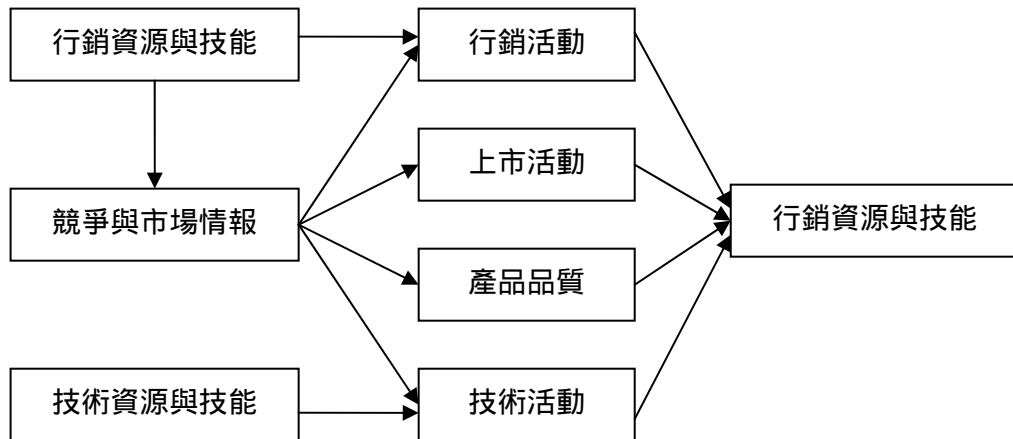 行銷資源與技能
行銷活動
上市活動
競爭與市場情報
行銷資源與技能
產品品質
技術資源與技能
技術活動